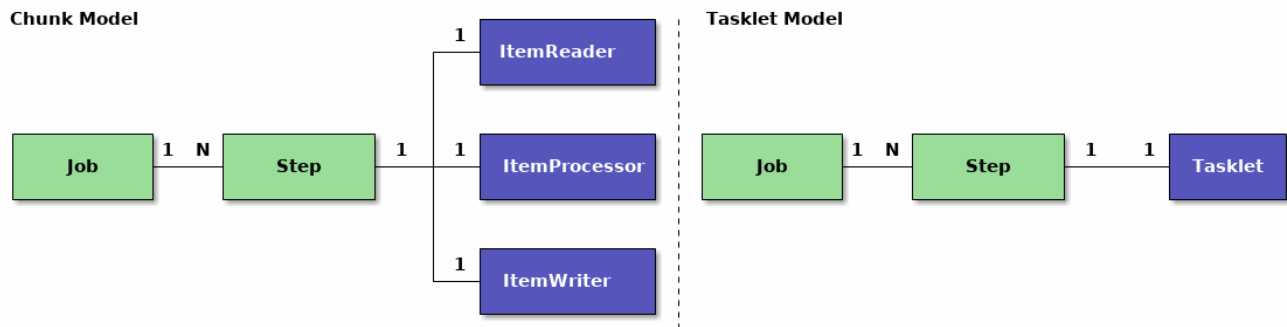 Chunk Model
1
ItemReader
Job
1 N
Step
1
1
ItemProcessor
1
ItemWriter
Tasklet Model
Job
1 N
Step
1
1
Tasklet